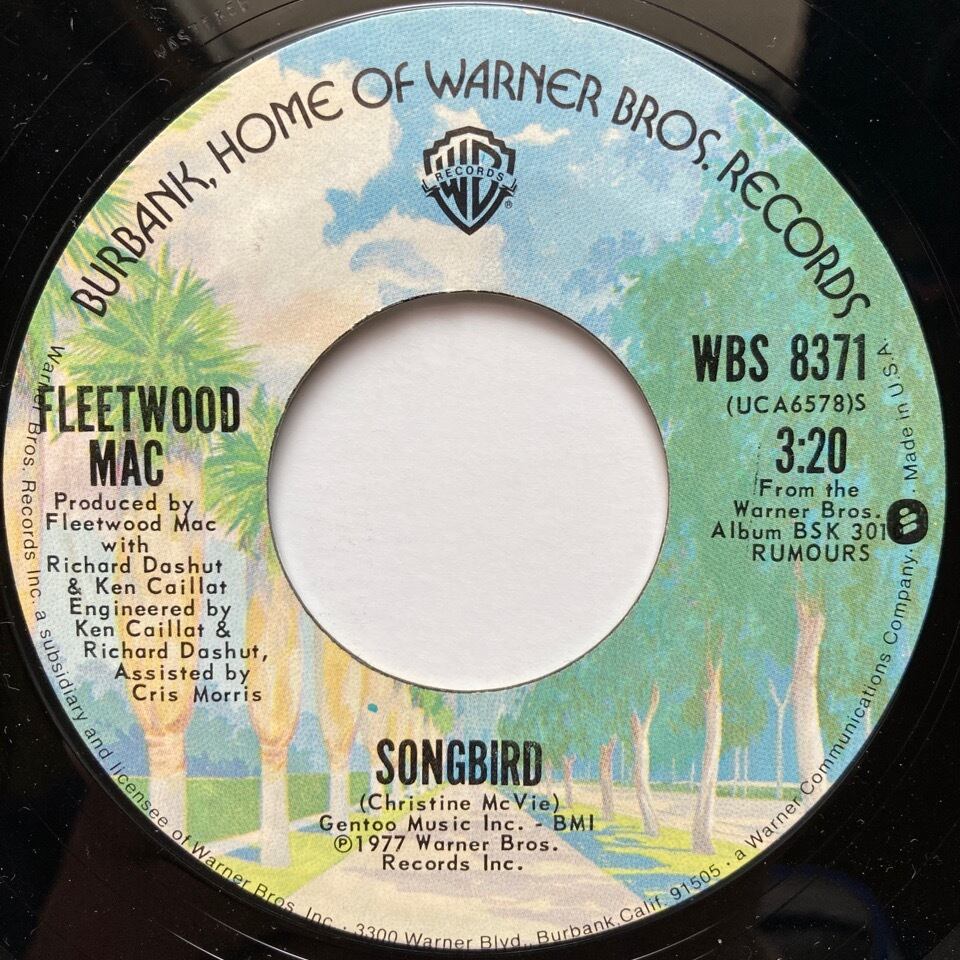 BURBANK, HOME OF WARNER BROS. RECORDS
WB
RECORDS
®
FLEETWOOD
MAC
Produced by
Fleetwood Mac
with
Richard Dashut
& Ken Caillat
Engineered by
Ken Caillat &
Richard Dashut,
Assisted by
Cris Morris
WBS 8371
(UCA6578)S
3:20
From the
Warner Bros.
Album BSK 301
RUMOURS
SONGBIRD
(Christine McVie)
Gentoo Music Inc. - BMI
℗1977 Warner Bros.
Records Inc.
Warner Bros. Records Inc. a subsidiary and licensee of Warner Bros. Inc. · 3300 Warner Blvd., Burbank, Calif. 91505 · a Warner Communications Company. · Made in U.S.A.